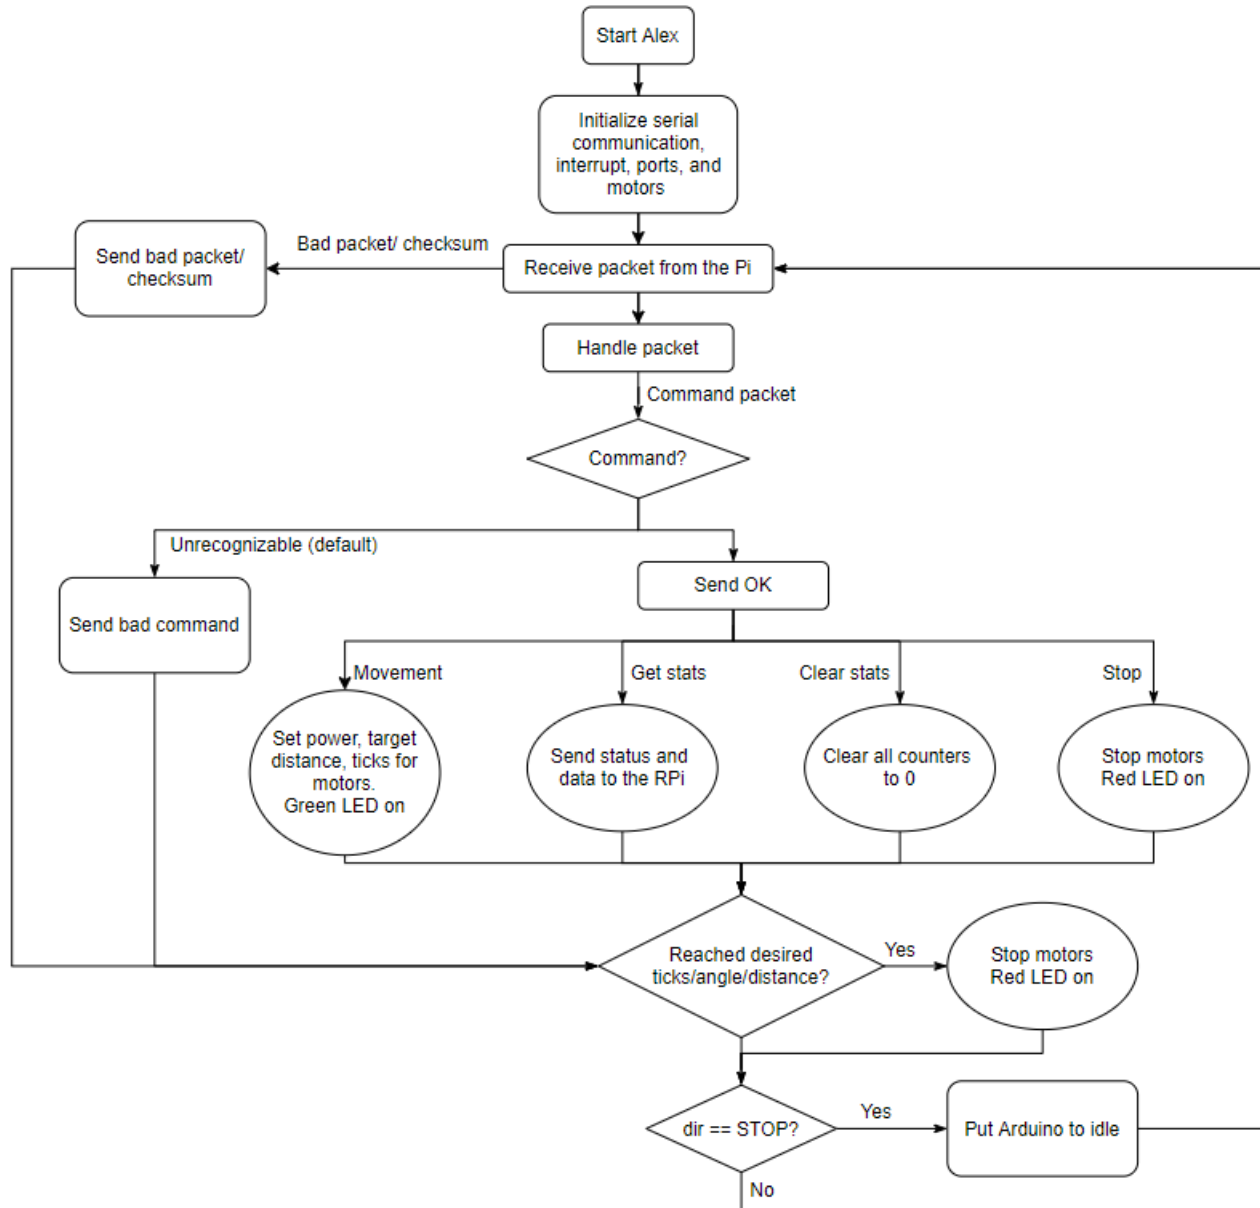 Start Alex
Initialize serial
communication,
interrupt, ports, and
motors
Bad packet/ checksum
Send bad packet/
checksum
Receive packet from the Pi
Handle packet
Command packet
Command?
Unrecognizable (default)
Send OK
Send bad command
Movement
Get stats
Clear stats
Stop
Set power, target
distance, ticks for
motors.
Green LED on
Send status and
data to the RPi
Clear all counters
to 0
Stop motors
Red LED on
Reached desired
ticks/angle/distance?
Yes
Stop motors
Red LED on
dir == STOP?
Yes
Put Arduino to idle
No